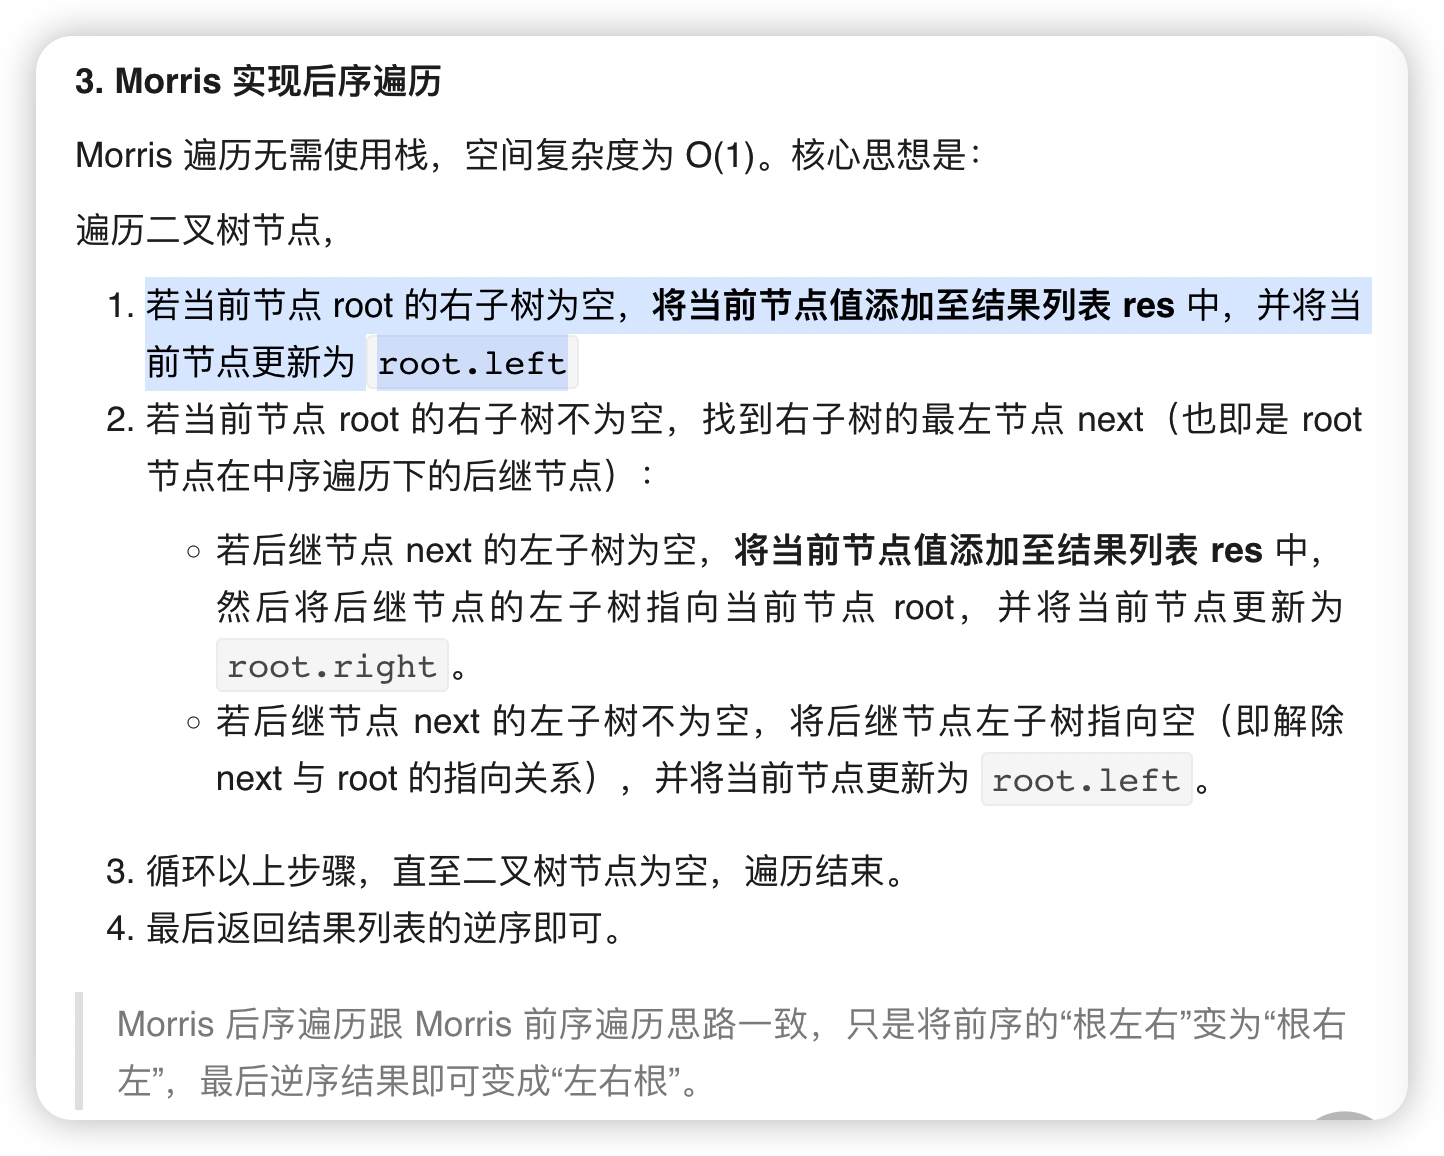 3. Morris 实现后序遍历
Morris 遍历无需使用栈，空间复杂度为 O(1)。核心思想是：
遍历二叉树节点，
1. 若当前节点 root 的右子树为空，将当前节点值添加至结果列表 res 中，并将当
前节点更新为 root.left
2. 若当前节点 root 的右子树不为空，找到右子树的最左节点 next（也即是 root
节点在中序遍历下的后继节点）：
○ 若后继节点 next 的左子树为空，将当前节点值添加至结果列表 res 中，
然后将后继节点的左子树指向当前节点 root，并将当前节点更新为
root.right 。
○ 若后继节点 next 的左子树不为空，将后继节点左子树指向空（即解除
next 与 root 的指向关系），并将当前节点更新为 root.left 。
3. 循环以上步骤，直至二叉树节点为空，遍历结束。
4. 最后返回结果列表的逆序即可。
Morris 后序遍历跟 Morris 前序遍历思路一致，只是将前序的“根左右”变为“根右
左”，最后逆序结果即可变成“左右根”。